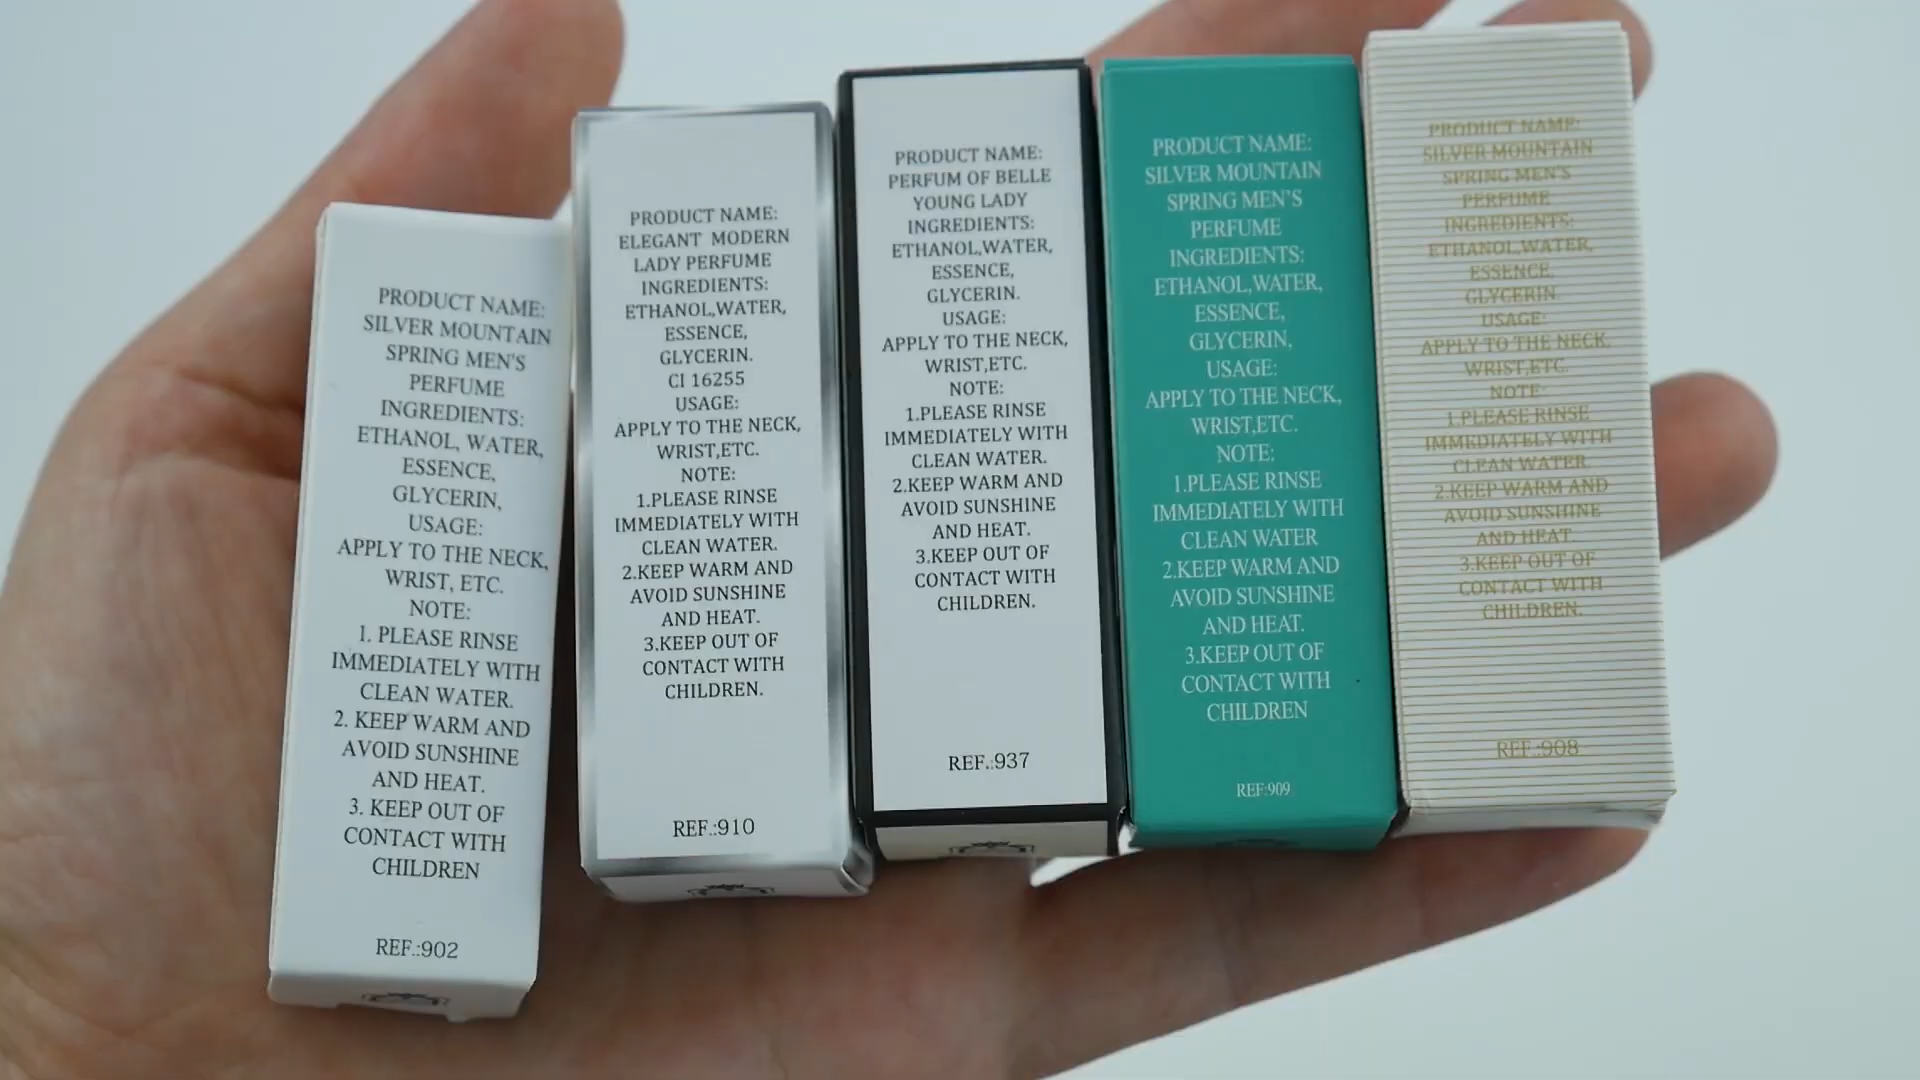 PRODUCT NAME:
SILVER MOUNTAIN
SPRING MEN'S
PERFUME
INGREDIENTS:
ETHANOL, WATER,
ESSENCE,
GLYCERIN,
USAGE:
APPLY TO THE NECK,
WRIST, ETC.
NOTE:
1. PLEASE RINSE
IMMEDIATELY WITH
CLEAN WATER.
2. KEEP WARM AND
AVOID SUNSHINE
AND HEAT.
3. KEEP OUT OF
CONTACT WITH
CHILDREN
REF.:902
PRODUCT NAME:
ELEGANT MODERN
LADY PERFUME
INGREDIENTS:
ETHANOL,WATER,
ESSENCE,
GLYCERIN.
CI 16255
USAGE:
APPLY TO THE NECK,
WRIST,ETC.
NOTE:
1.PLEASE RINSE
IMMEDIATELY WITH
CLEAN WATER.
2.KEEP WARM AND
AVOID SUNSHINE
AND HEAT.
3.KEEP OUT OF
CONTACT WITH
CHILDREN.
REF.:910
PRODUCT NAME:
PERFUM OF BELLE
YOUNG LADY
INGREDIENTS:
ETHANOL,WATER,
ESSENCE,
GLYCERIN.
USAGE:
APPLY TO THE NECK,
WRIST,ETC.
NOTE:
1.PLEASE RINSE
IMMEDIATELY WITH
CLEAN WATER.
2.KEEP WARM AND
AVOID SUNSHINE
AND HEAT.
3.KEEP OUT OF
CONTACT WITH
CHILDREN.
REF.:937
PRODUCT NAME:
SILVER MOUNTAIN
SPRING MEN'S
PERFUME
INGREDIENTS:
ETHANOL,WATER,
ESSENCE,
GLYCERIN,
USAGE:
APPLY TO THE NECK,
WRIST,ETC.
NOTE:
1.PLEASE RINSE
IMMEDIATELY WITH
CLEAN WATER
2.KEEP WARM AND
AVOID SUNSHINE
AND HEAT.
3.KEEP OUT OF
CONTACT WITH
CHILDREN
REF:909
PRODUCT NAME:
SILVER MOUNTAIN
SPRING MEN'S
PERFUME
INGREDIENTS:
ETHANOL,WATER,
ESSENCE,
GLYCERIN.
USAGE:
APPLY TO THE NECK,
WRIST,ETC.
NOTE:
1.PLEASE RINSE
IMMEDIATELY WITH
CLEAN WATER.
2.KEEP WARM AND
AVOID SUNSHINE
AND HEAT.
3.KEEP OUT OF
CONTACT WITH
CHILDREN.
REF.:908